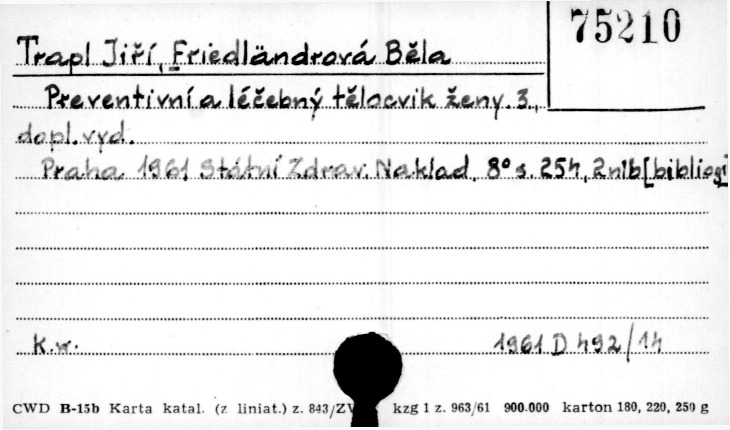 75210
Trapl Jiří, Friedländrová Běla
Preventivní a léčebný tělocvik ženy. 3.,
dopl. vyd.
Praha 1961 Státní Zdrav. Naklad. 8° s. 254, 2nlb [bibliogr
k.w. 1961 D 492/14
CWD B-15b Karta katal. (z liniat.) z. 843/ZV kzg 1 z. 963/61 900.000 karton 180, 220, 250 g